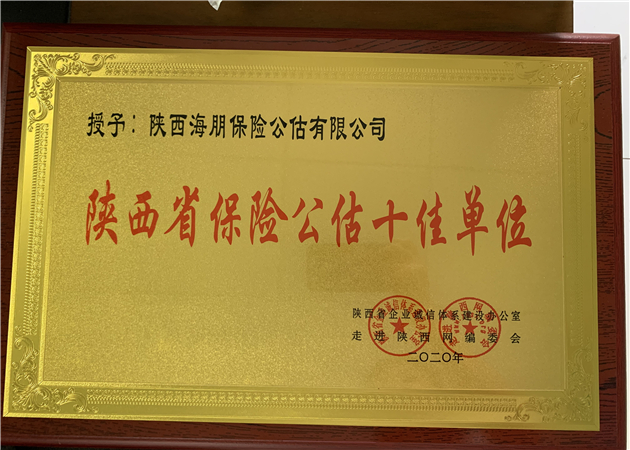 授予：陕西海朋保险公估有限公司
陕西省保险公估十佳单位
陕西省企业诚信体系建设办公室
走进陕西网编委会
二〇二〇年